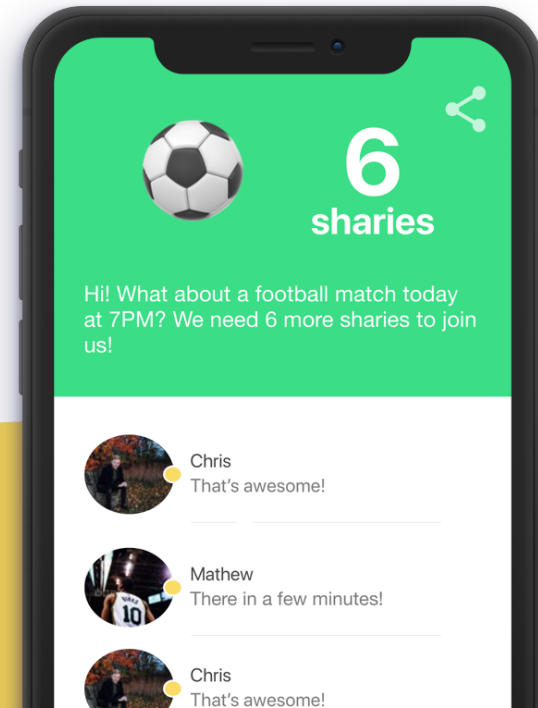 6
sharies
Hi! What about a football match today
at 7PM? We need 6 more sharies to join
us!
Chris
That's awesome!
Mathew
There in a few minutes!
10
Chris
That's awesome!